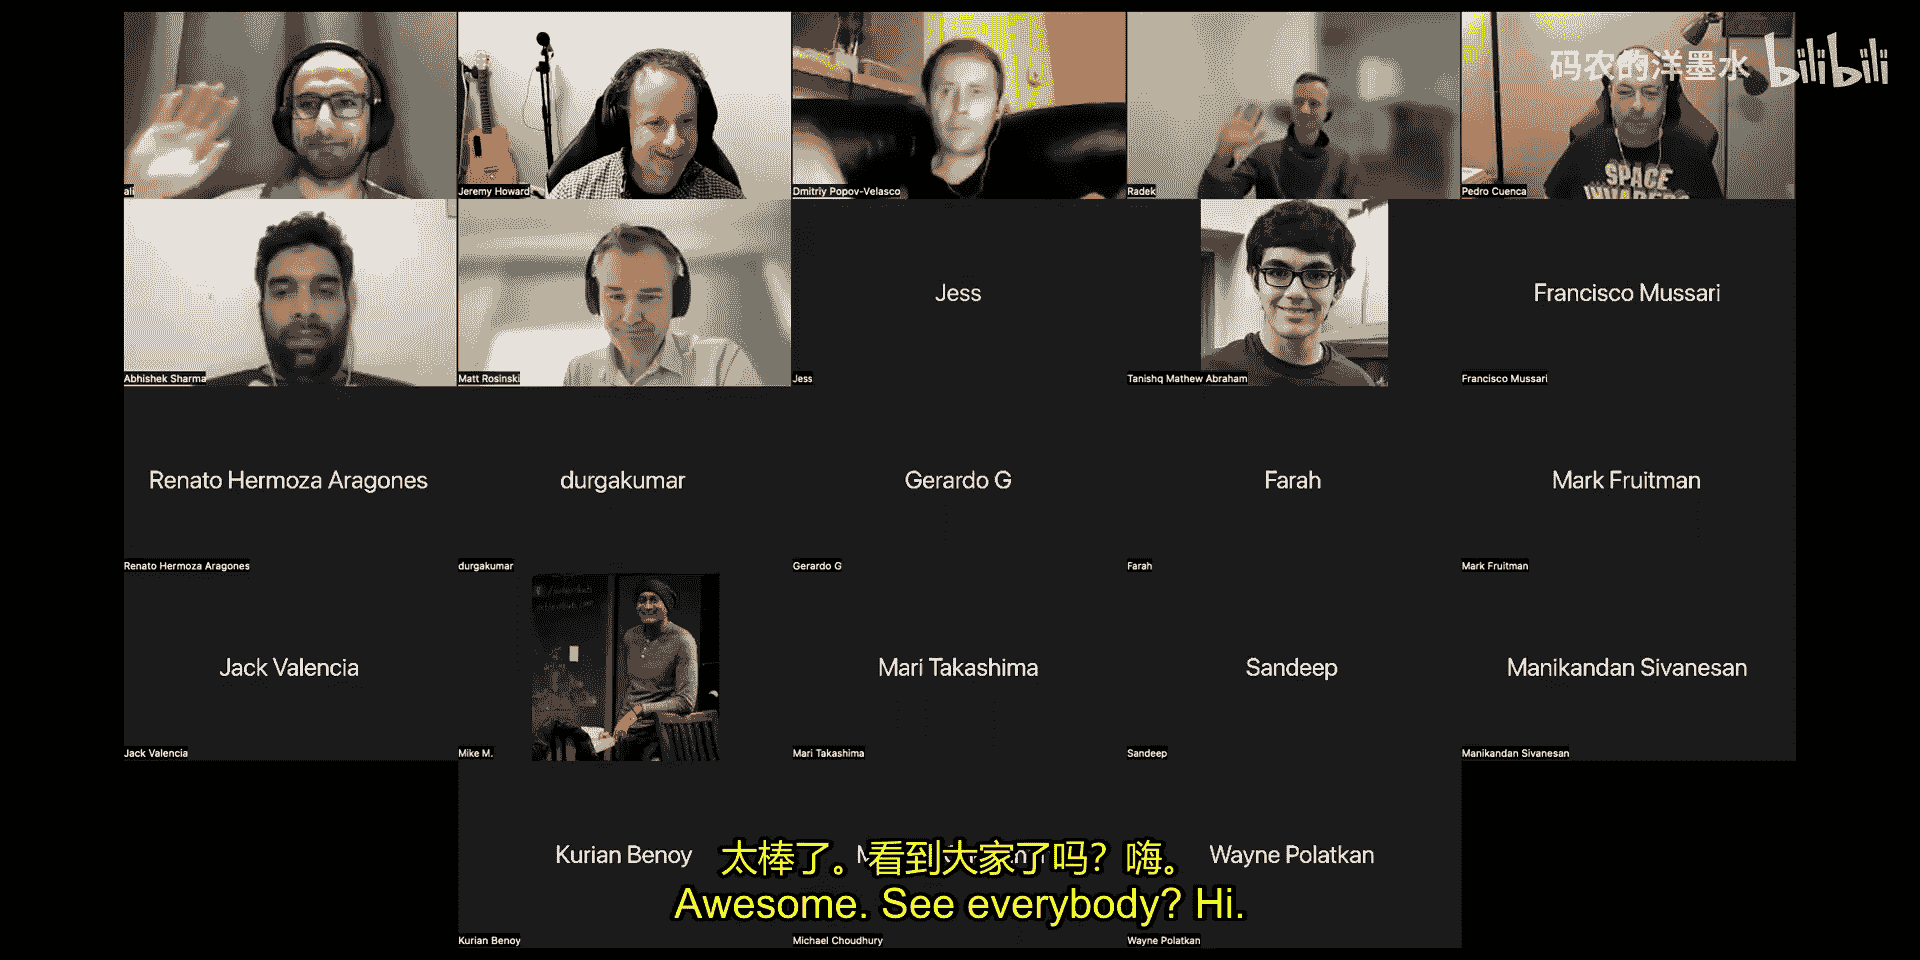 码农的洋墨水 bilibili
ali
Jeremy Howard
Dmitriy Popov-Velasco
Radek
SPACE
INVADERS
Pedro Cuenca
Abhishek Sharma
Matt Rosinski
Jess
Jess
Tanishq Mathew Abraham
Francisco Mussari
Francisco Mussari
Renato Hermoza Aragones
Renato Hermoza Aragones
durgakumar
durgakumar
Gerardo G
Gerardo G
Farah
Farah
Mark Fruitman
Mark Fruitman
Jack Valencia
Jack Valencia
Mike M.
Mari Takashima
Mari Takashima
Sandeep
Sandeep
Manikandan Sivanesan
Manikandan Sivanesan
Kurian Benoy
Kurian Benoy
Michael Choudhury
Wayne Polatkan
Wayne Polatkan
太棒了。看到大家了吗？嗨。
Awesome. See everybody? Hi.